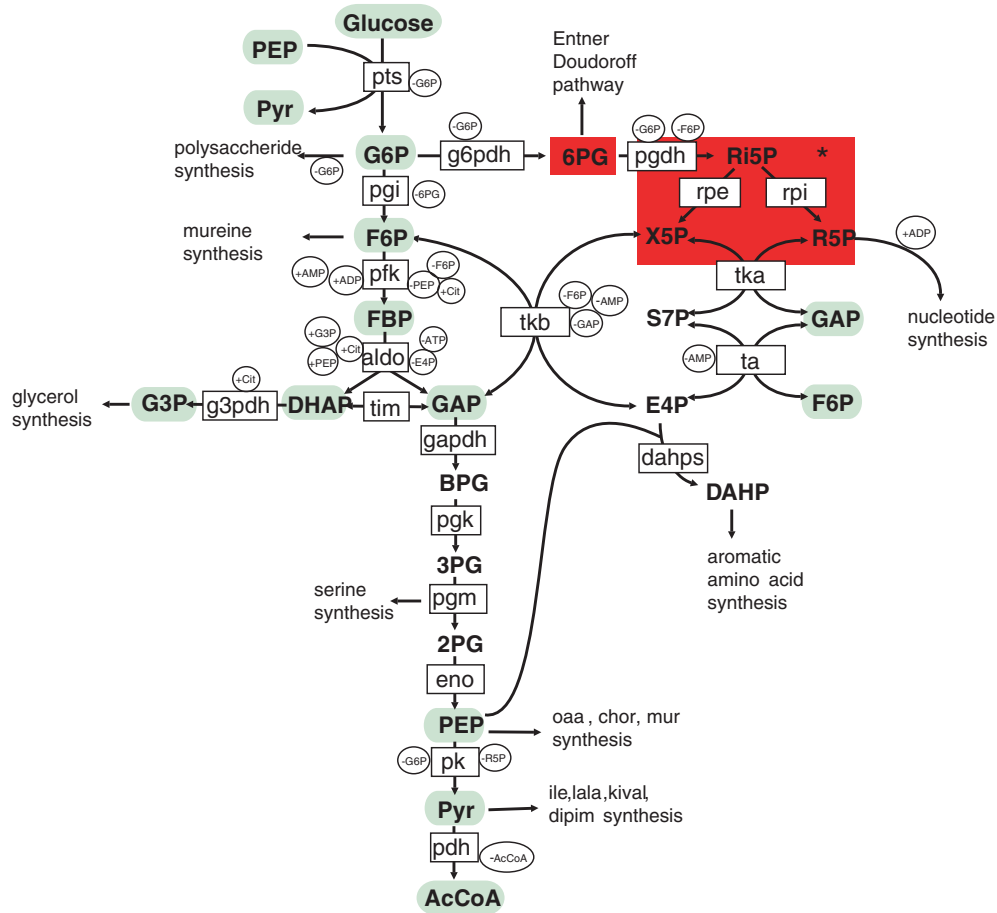 Glucose
PEP
pts
-G6P
Pyr
Entner
Doudoroff
pathway
polysaccheride
synthesis
-G6P
G6P
-G6P
g6pdh
6PG
-G6P
-F6P
pgdh
Ri5P
*
pgi
-6PG
rpe
rpi
mureine
synthesis
F6P
X5P
R5P
+ADP
+AMP
+ADP
pfk
-F6P
-PEP
+Cit
tka
FBP
tkb
-F6P
-AMP
-GAP
S7P
GAP
nucleotide
synthesis
+G3P
+PEP
+Cit
aldo
-ATP
-E4P
-AMP
ta
glycerol
synthesis
G3P
+Cit
g3pdh
DHAP
tim
GAP
E4P
F6P
gapdh
dahps
BPG
DAHP
pgk
3PG
aromatic
amino acid
synthesis
serine
synthesis
pgm
2PG
eno
PEP
oaa , chor, mur
synthesis
-G6P
pk
-R5P
Pyr
ile,lala,kival,
dipim synthesis
pdh
-AcCoA
AcCoA